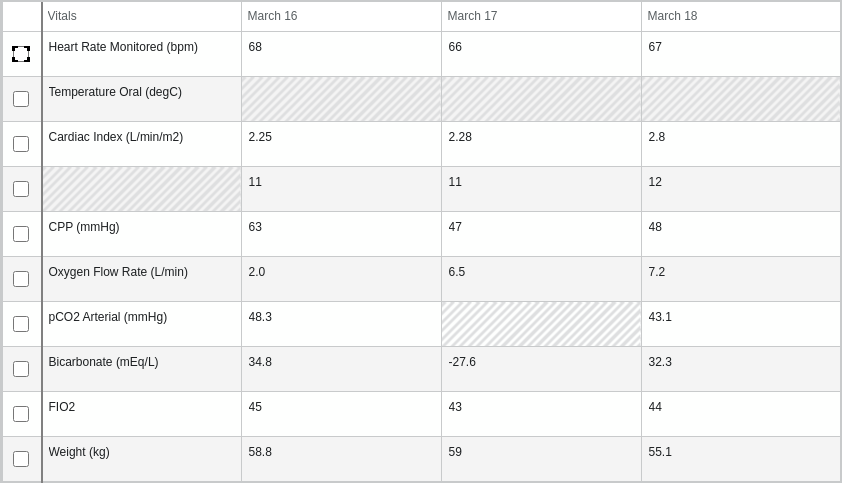 Vitals March 16 March 17 March 18
Heart Rate Monitored (bpm) 68 66 67
Temperature Oral (degC)
Cardiac Index (L/min/m2) 2.25 2.28 2.8
11 11 12
CPP (mmHg) 63 47 48
Oxygen Flow Rate (L/min) 2.0 6.5 7.2
pCO2 Arterial (mmHg) 48.3 43.1
Bicarbonate (mEq/L) 34.8 -27.6 32.3
FIO2 45 43 44
Weight (kg) 58.8 59 55.1